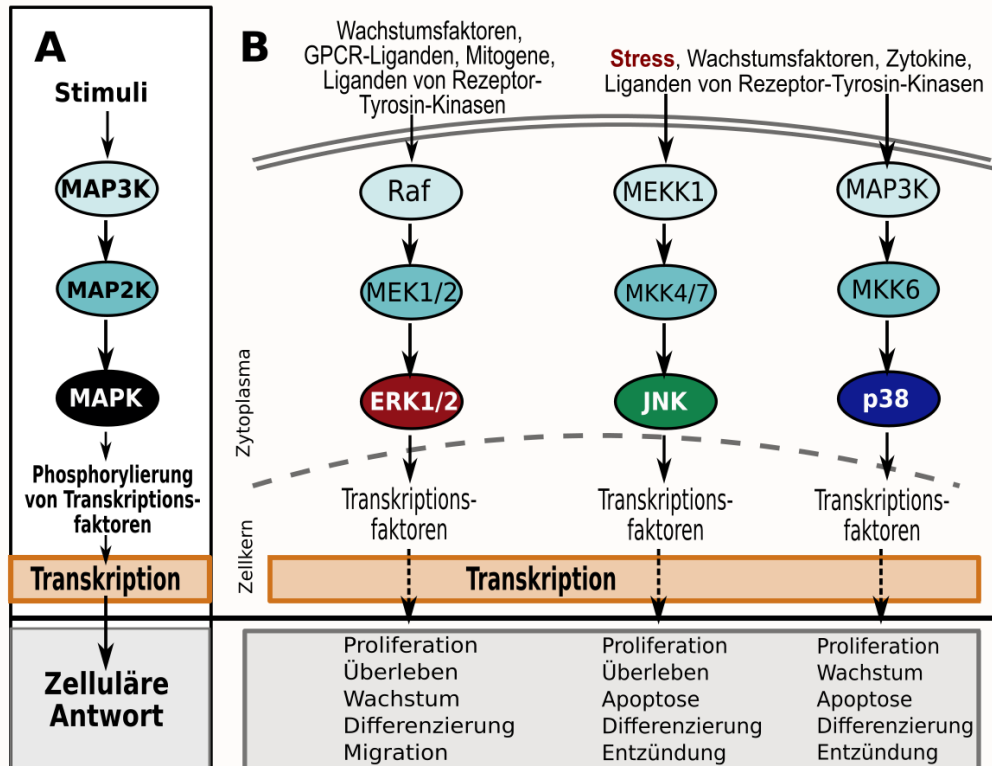 A
Stimuli
MAP3K
MAP2K
MAPK
Phosphorylierung
von Transkriptions-
faktoren
Transkription
Zelluläre
Antwort
B
Wachstumsfaktoren,
GPCR-Liganden, Mitogene,
Liganden von Rezeptor-
Tyrosin-Kinasen
Stress, Wachstumsfaktoren, Zytokine,
Liganden von Rezeptor-Tyrosin-Kinasen
Raf
MEKK1
MAP3K
MEK1/2
MKK4/7
MKK6
Zytoplasma
ERK1/2
JNK
p38
Zellkern
Transkriptions-
faktoren
Transkriptions-
faktoren
Transkriptions-
faktoren
Transkription
Proliferation
Überleben
Wachstum
Differenzierung
Migration
Proliferation
Überleben
Apoptose
Differenzierung
Entzündung
Proliferation
Wachstum
Apoptose
Differenzierung
Entzündung